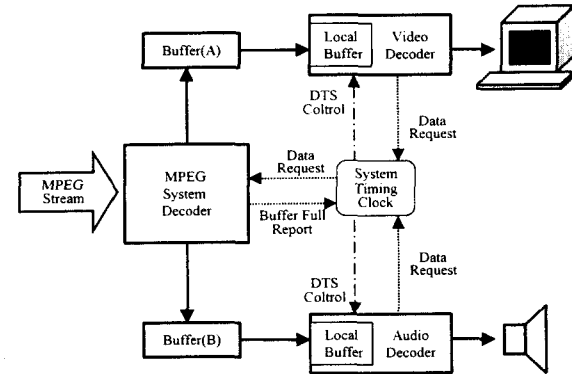 Buffer(A)
Local
Buffer
Video
Decoder
DTS
Coltrol
Data
Request
MPEG
Stream
MPEG
System
Decoder
Data
Request
Buffer Full
Report
System
Timing
Clock
DTS
Coltrol
Data
Request
Buffer(B)
Local
Buffer
Audio
Decoder